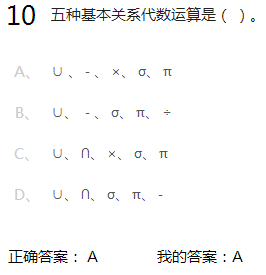 10 五种基本关系代数运算是（ ）。
A、 ∪ 、 - 、 ×、 σ、 π
B、 ∪、 - 、 σ、 π、 ÷
C、 ∪、 ∩、 ×、 σ、 π
D、 ∪、 ∩、 σ、 π、 -
正确答案： A 我的答案：A